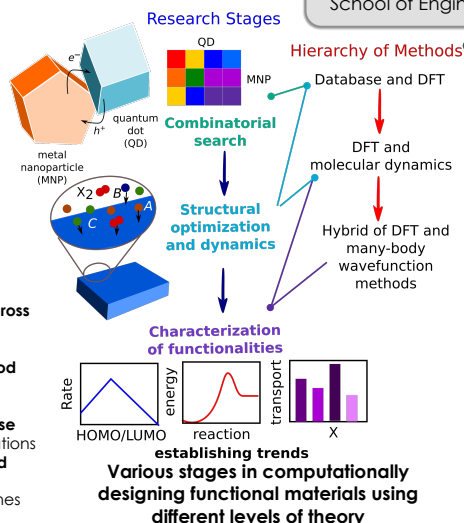 School of Engin
Research Stages
Hierarchy of Methods
QD
MNP
e⁻
h⁺
quantum
dot
(QD)
metal
nanoparticle
(MNP)
Combinatorial
search
Database and DFT
DFT and
molecular dynamics
X2 B
A
C
Structural
optimization
and dynamics
Hybrid of DFT and
many-body
wavefunction
methods
ross
od
se
tions
d
nes
Characterization
of functionalities
Rate
HOMO/LUMO
energy
reaction
transport
X
establishing trends
Various stages in computationally
designing functional materials using
different levels of theory